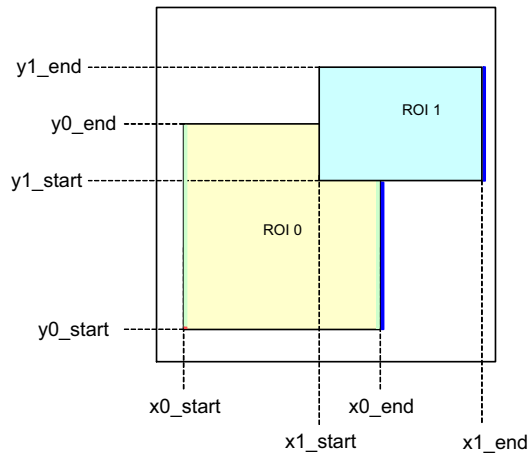 y1_end
ROI 1
y0_end
y1_start
ROI 0
y0_start
x0_start
x0_end
x1_start
x1_end